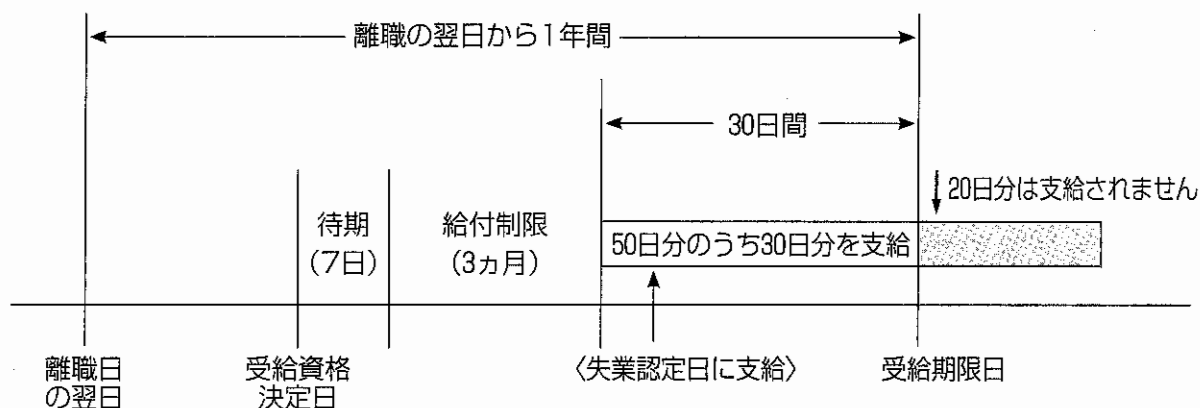 離職の翌日から1年間
30日間
20日分は支給されません
待期
(7日)
給付制限
(3ヵ月)
50日分のうち30日分を支給
離職日
の翌日
受給資格
決定日
〈失業認定日に支給〉
受給期限日